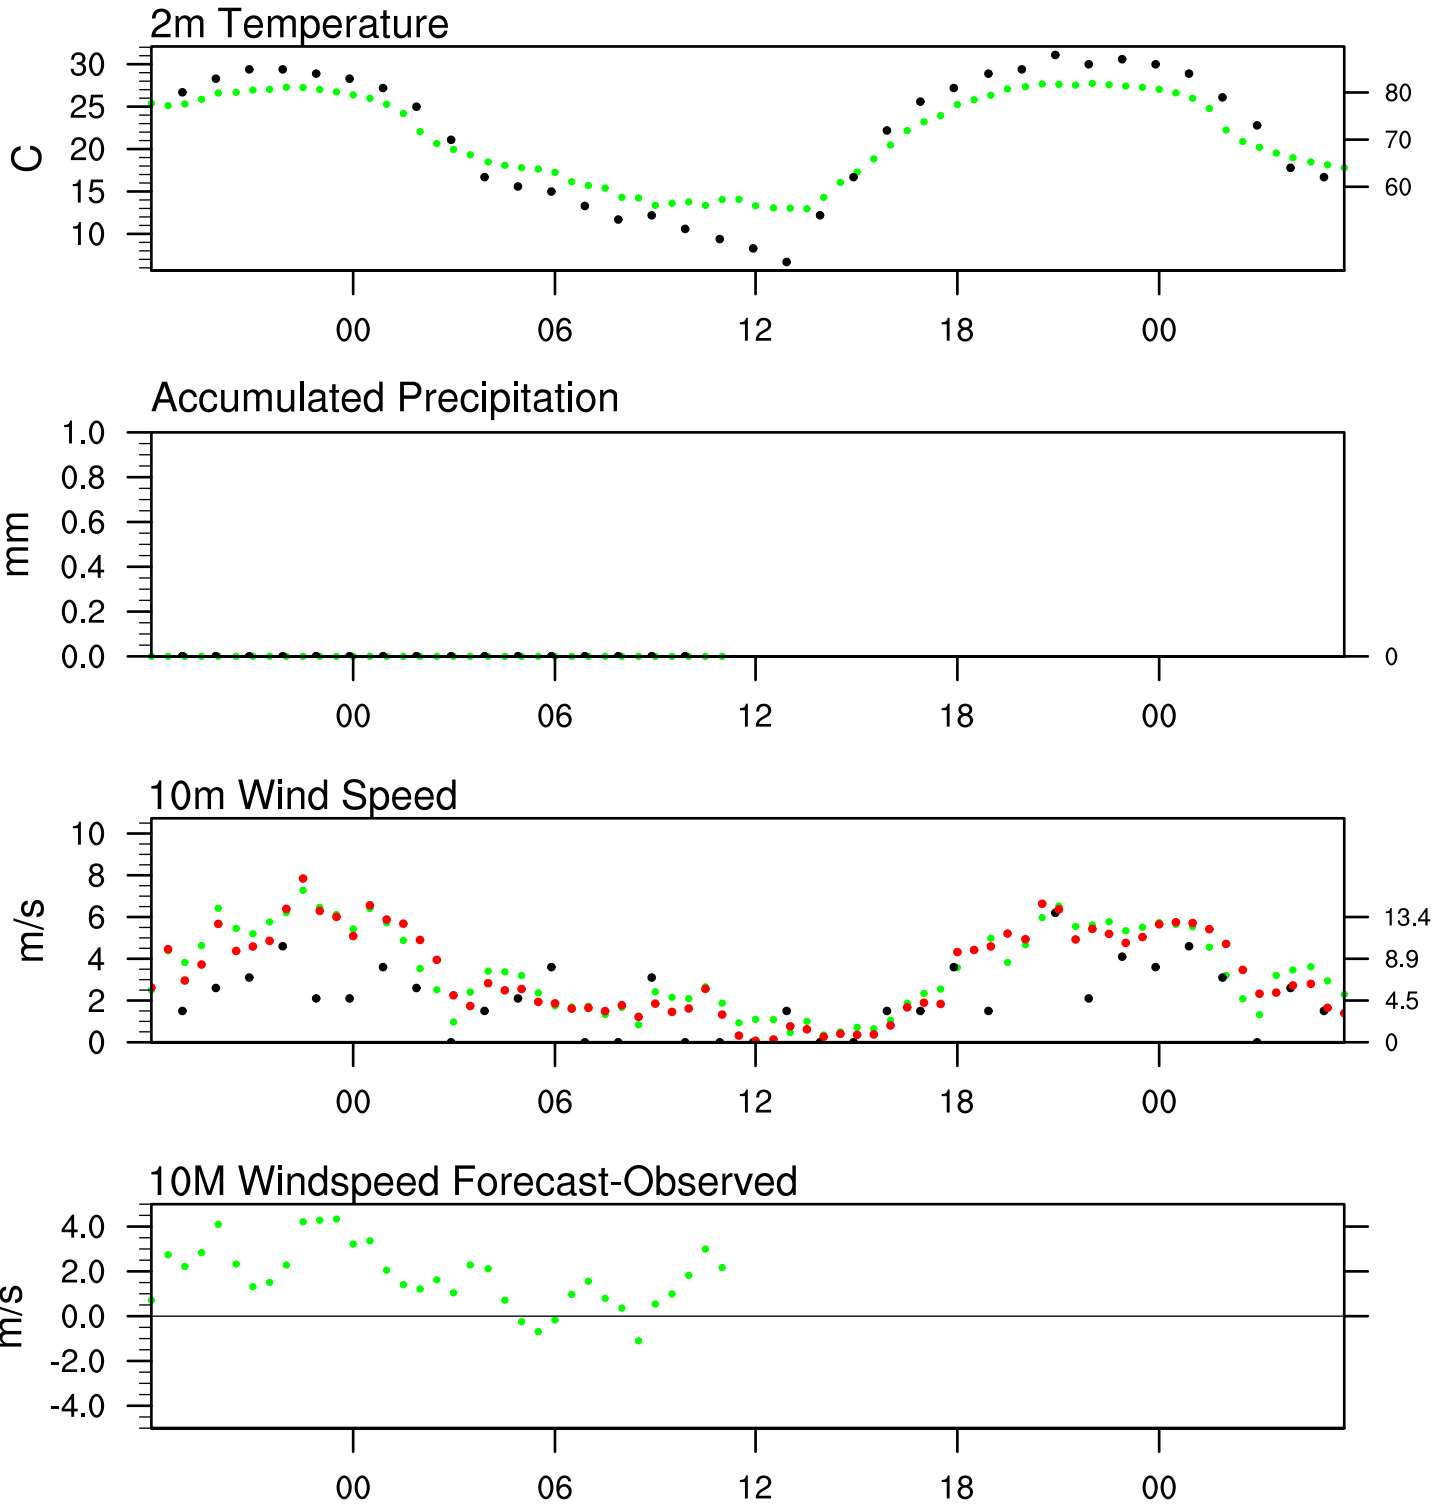 2m Temperature
30
25
20
15
10
C
80
70
60
00 06 12 18 00
Accumulated Precipitation
1.0
0.8
0.6
0.4
0.2
0.0
mm
0
00 06 12 18 00
10m Wind Speed
10
8
6
4
2
0
m/s
13.4
8.9
4.5
0
00 06 12 18 00
10M Windspeed Forecast-Observed
4.0
2.0
0.0
-2.0
-4.0
m/s
00 06 12 18 00